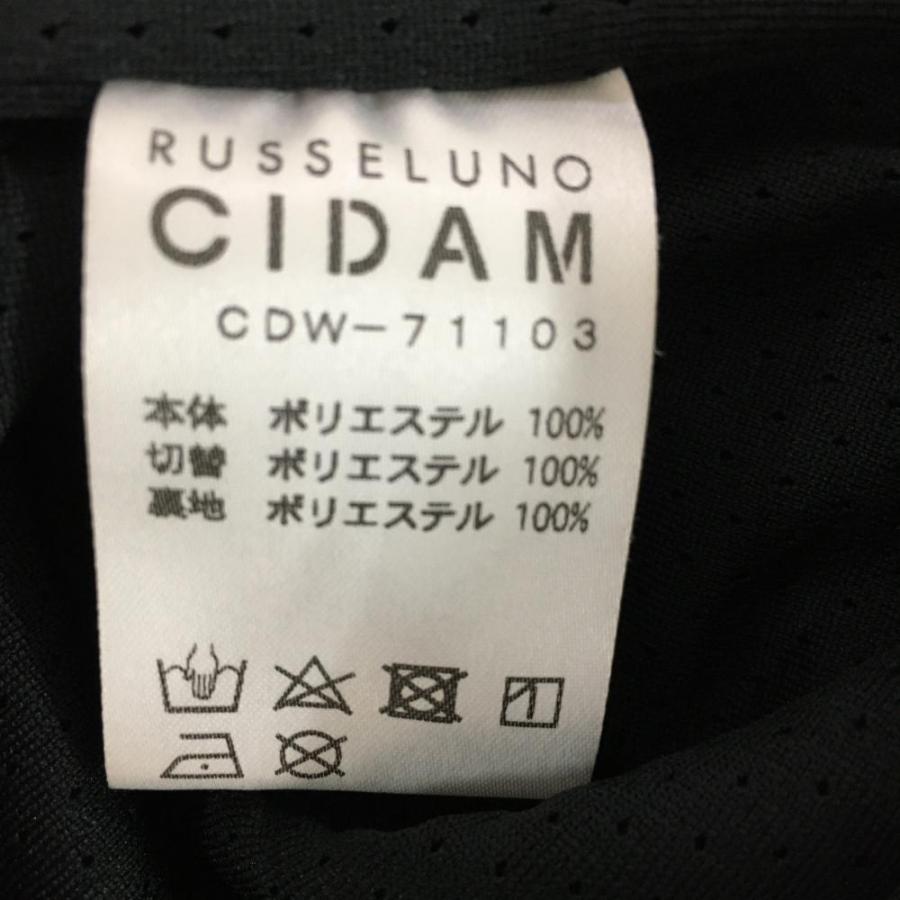 RUSSELUNO
CIDAM
CDW-71103
本体 ポリエステル 100%
切替 ポリエステル 100%
裏地 ポリエステル 100%